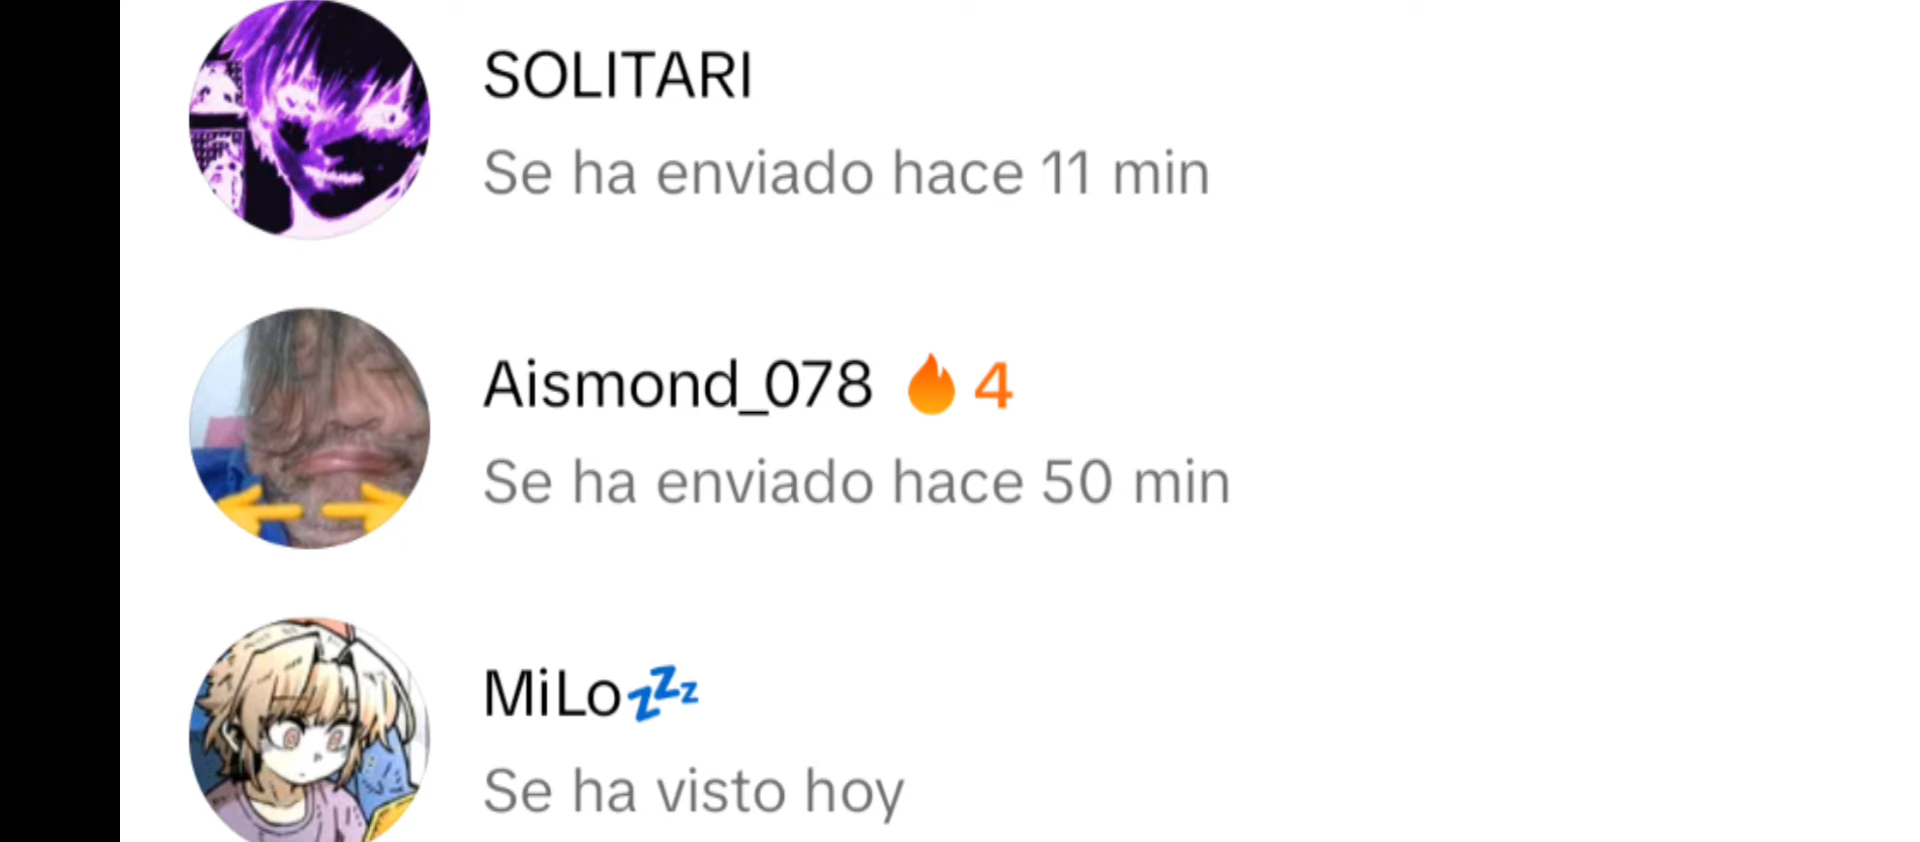 SOLITARI
Se ha enviado hace 11 min
Aismond_078 🔥 4
Se ha enviado hace 50 min
MiLo💤
Se ha visto hoy